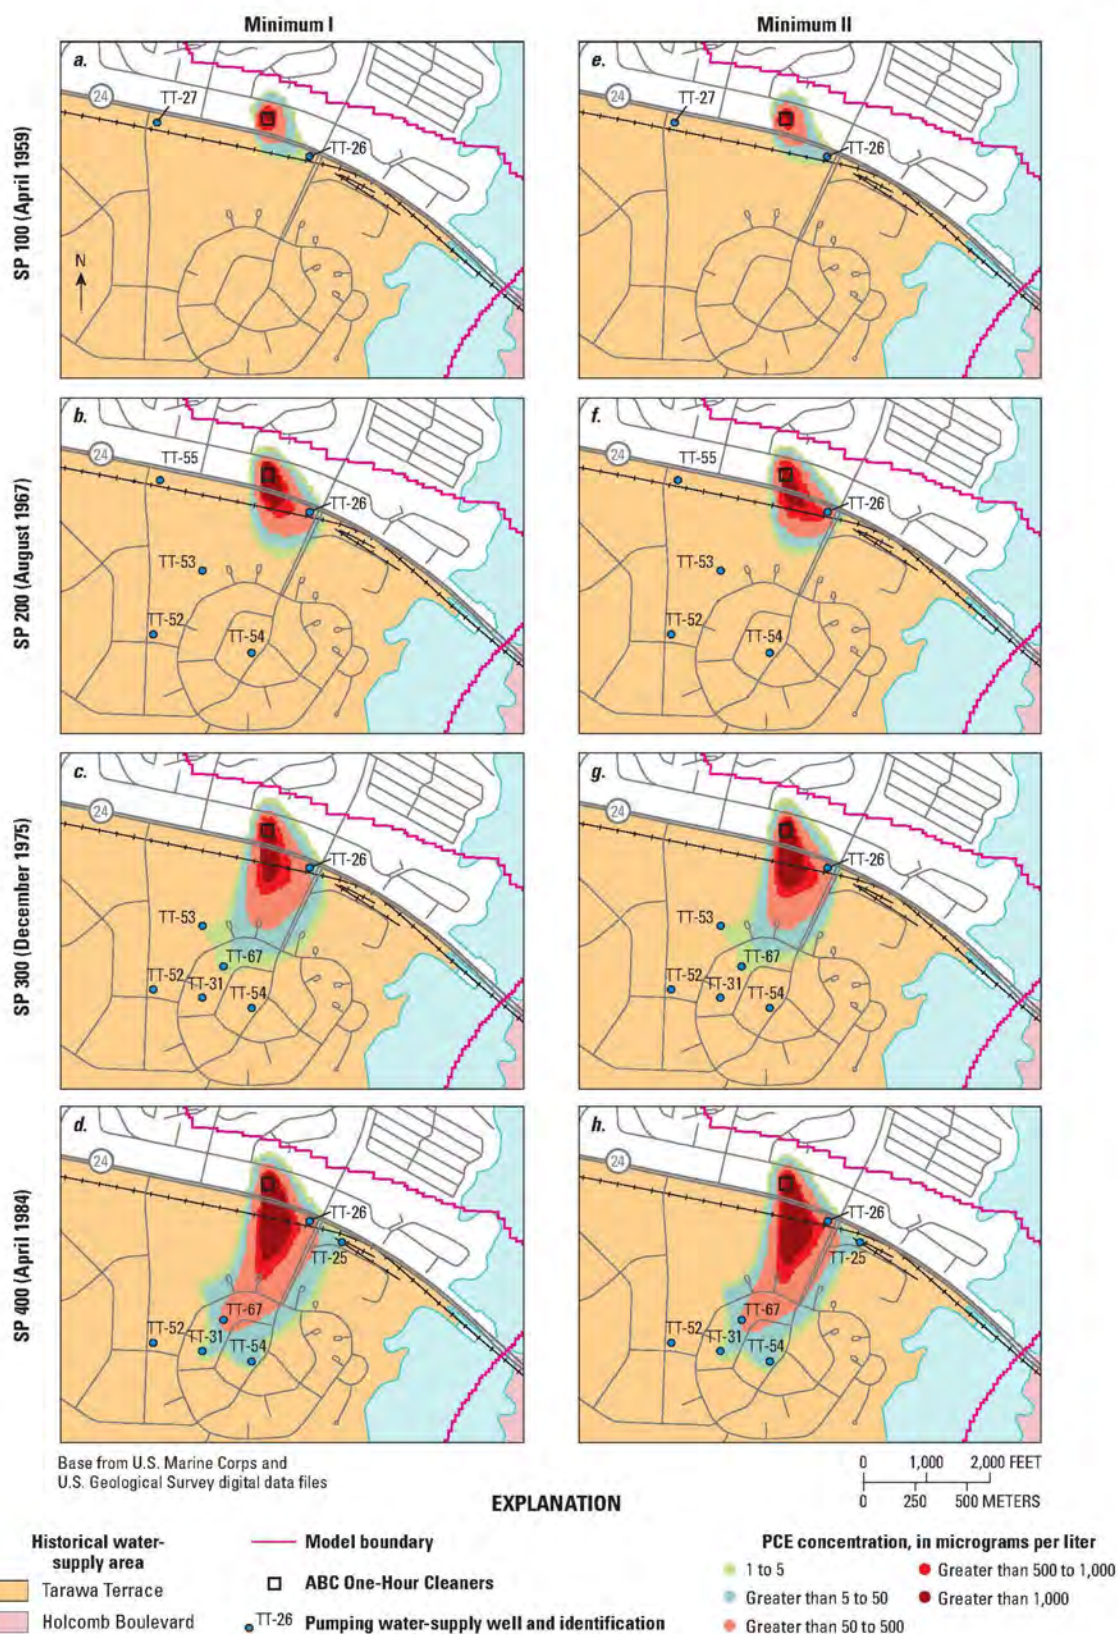 Minimum I
Minimum II
SP 100 (April 1959)
a.
24
TT-27
TT-26
N
e.
24
TT-27
TT-26
SP 200 (August 1967)
b.
24
TT-55
TT-26
TT-53
TT-52
TT-54
f.
24
TT-55
TT-26
TT-53
TT-52
TT-54
SP 300 (December 1975)
c.
24
TT-26
TT-53
TT-67
TT-52
TT-31
TT-54
g.
24
TT-26
TT-53
TT-67
TT-52
TT-31
TT-54
SP 400 (April 1984)
d.
24
TT-26
TT-25
TT-67
TT-52
TT-31
TT-54
h.
24
TT-26
TT-25
TT-67
TT-52
TT-31
TT-54
Base from U.S. Marine Corps and
U.S. Geological Survey digital data files
0 1,000 2,000 FEET
0 250 500 METERS
EXPLANATION
Historical water-
supply area
Tarawa Terrace
Holcomb Boulevard
Model boundary
ABC One-Hour Cleaners
TT-26 Pumping water-supply well and identification
PCE concentration, in micrograms per liter
1 to 5
Greater than 5 to 50
Greater than 50 to 500
Greater than 500 to 1,000
Greater than 1,000